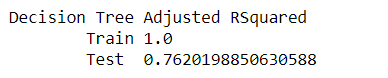 Decision Tree Adjusted RSquared
Train 1.0
Test 0.7620198850630588